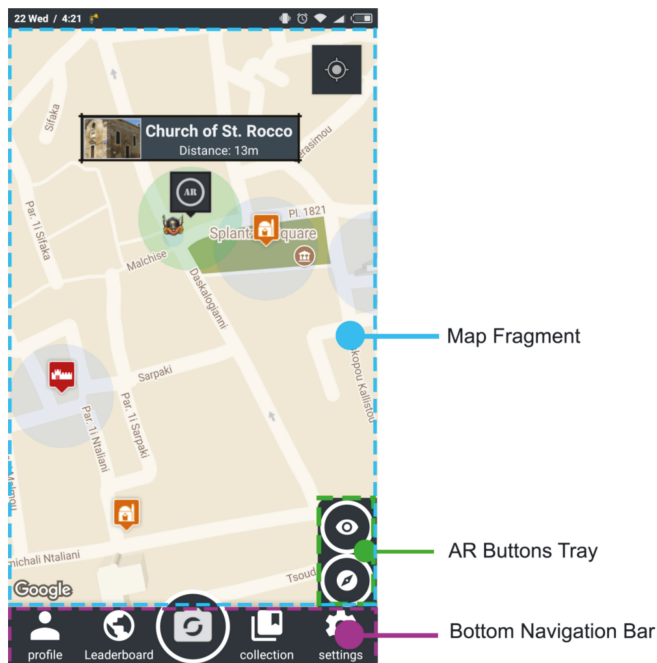 22 Wed / 4:21
Sifaka
Church of St. Rocco
Distance: 13m
erasimou
AR
Par. 1i Sifaka
Pl. 1821
Splant quare
Malchise
Daskalogianni
Map Fragment
kopou Kallistou
Sarpaki
Par. 1i Sarpaki
Par. 1i Ntaliani
AR Buttons Tray
michali Ntaliani
Tsoud
Google
Bottom Navigation Bar
profile
Leaderboard
collection
settings